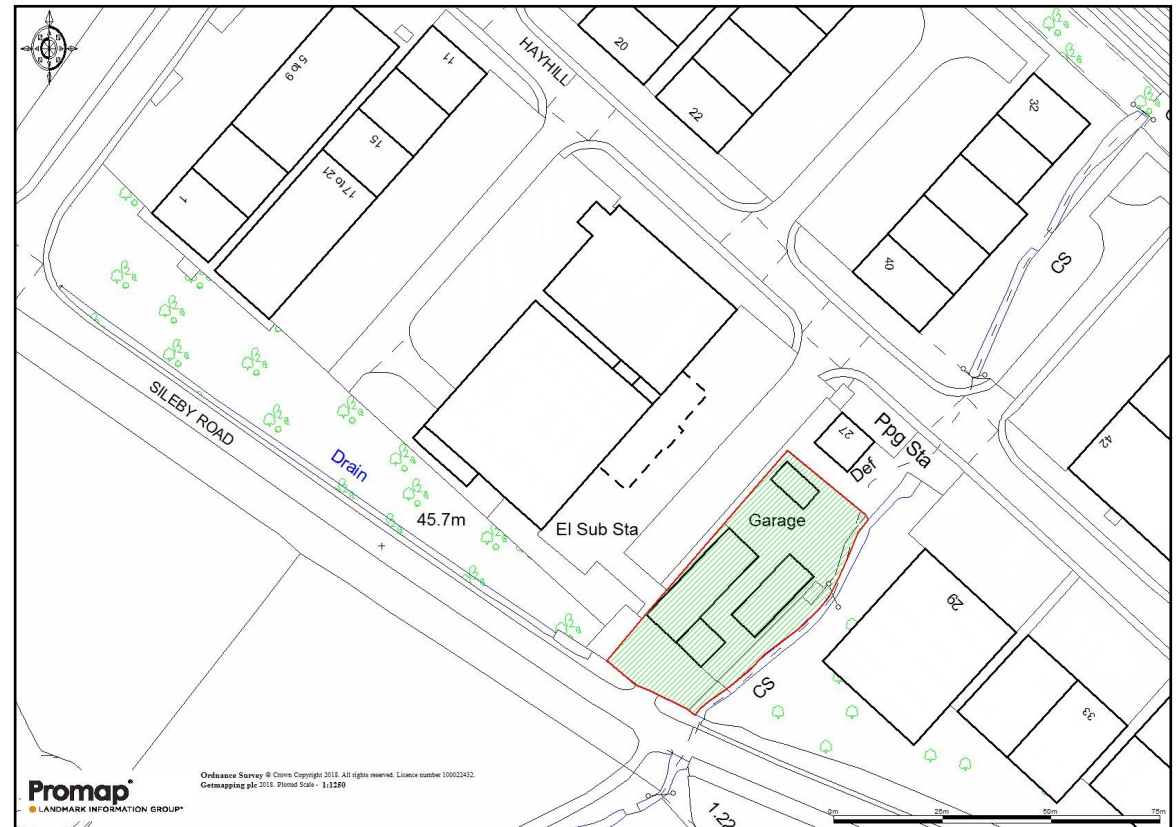 5 to 9
11
HAYHILL
20
22
32
1
15
17 to 21
40
CS
SILEBY ROAD
Drain
45.7m
El Sub Sta
27
Ppg Sta
Def
42
Garage
29
CS
33
1.22
Promap®
LANDMARK INFORMATION GROUP®
Ordnance Survey © Crown Copyright 2018. All rights reserved. Licence number 100022432.
Getmapping plc 2018. Plotted Scale - 1:1250
0m 25m 50m 75m